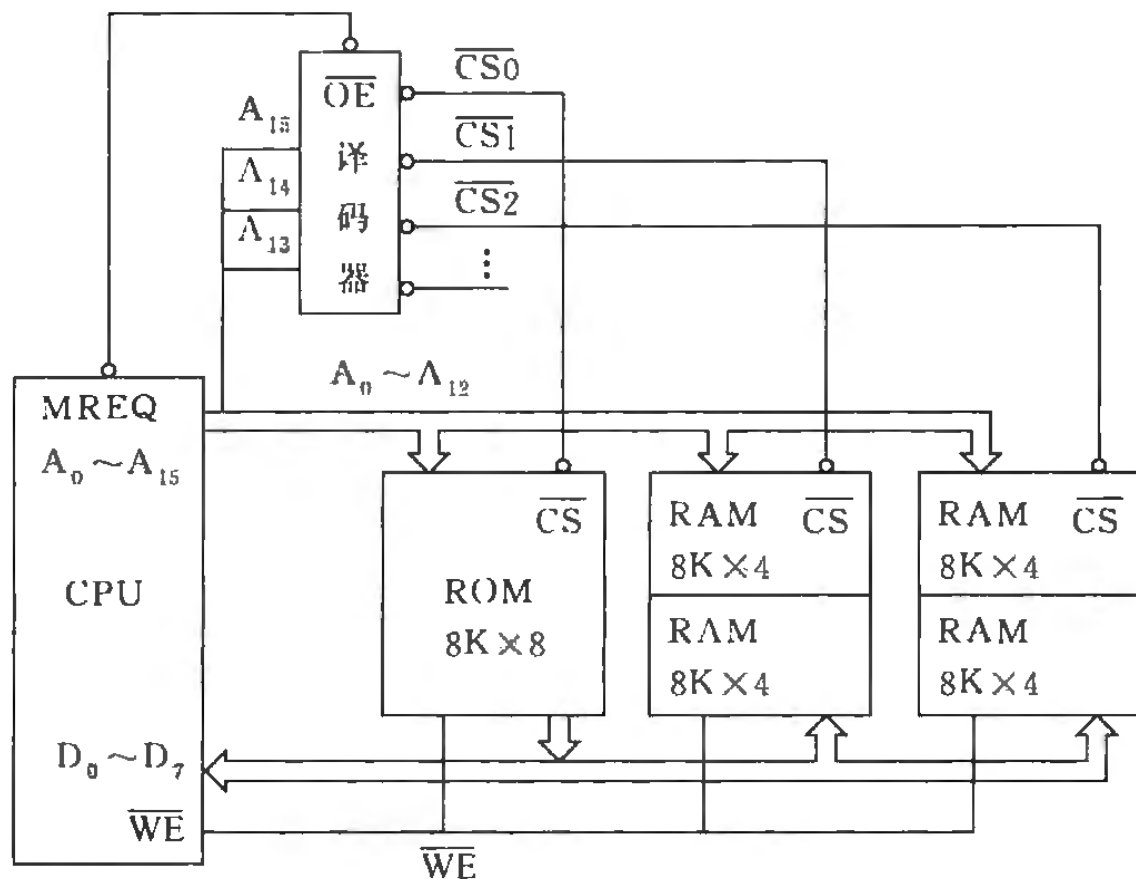 OE
译
码
器
A15
A14
A13
CS0
CS1
CS2
⋮
A0～A12
MREQ
A0～A15
CPU
D0～D7
WE
CS
ROM
8K×8
RAM CS
8K×4
RAM
8K×4
RAM CS
8K×4
RAM
8K×4
WE